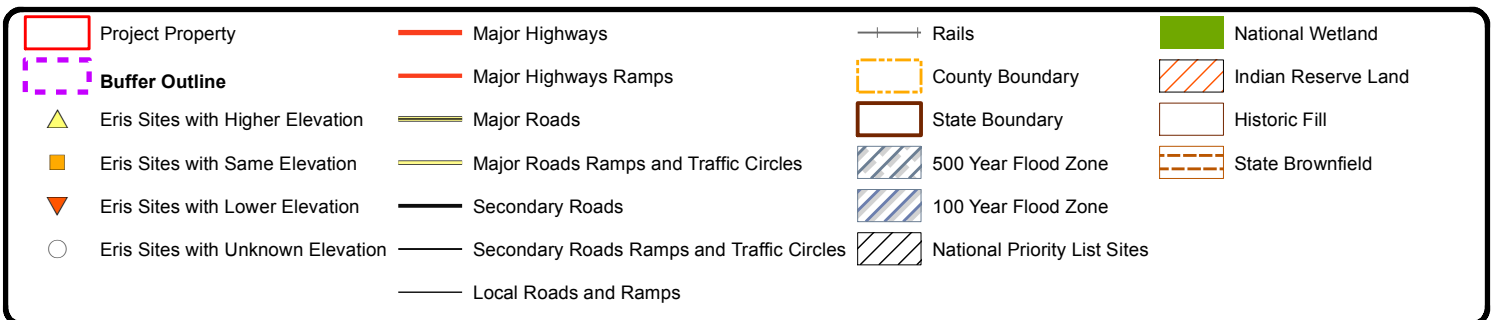 Project Property
Buffer Outline
Eris Sites with Higher Elevation
Eris Sites with Same Elevation
Eris Sites with Lower Elevation
Eris Sites with Unknown Elevation
Major Highways
Major Highways Ramps
Major Roads
Major Roads Ramps and Traffic Circles
Secondary Roads
Secondary Roads Ramps and Traffic Circles
Local Roads and Ramps
Rails
County Boundary
State Boundary
500 Year Flood Zone
100 Year Flood Zone
National Priority List Sites
National Wetland
Indian Reserve Land
Historic Fill
State Brownfield